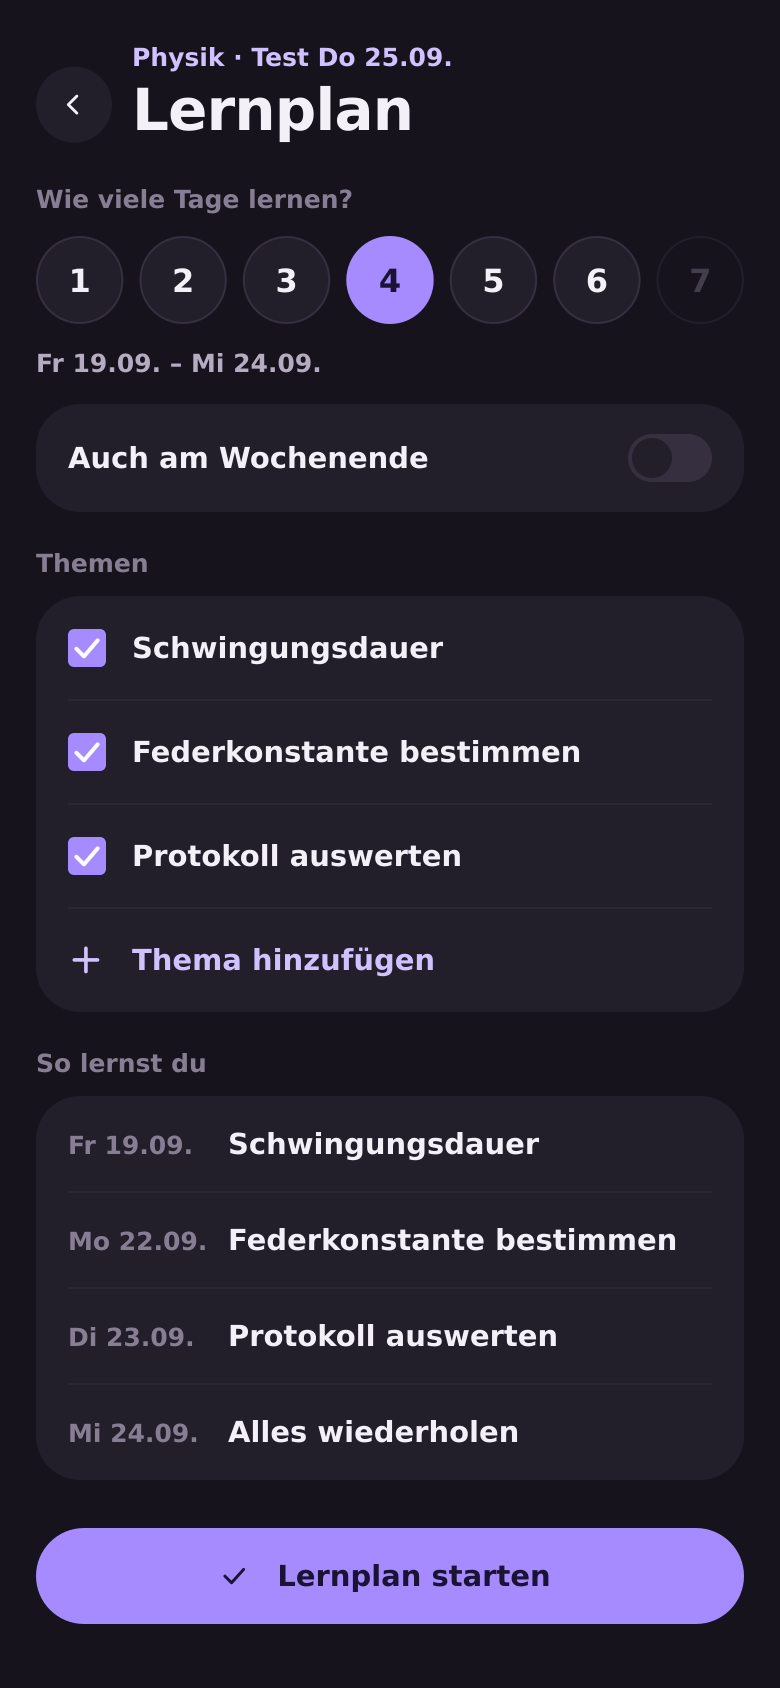 Physik · Test Do 25.09.
Lernplan
Wie viele Tage lernen?
1 2 3 4 5 6 7
Fr 19.09. – Mi 24.09.
Auch am Wochenende
Themen
Schwingungsdauer
Federkonstante bestimmen
Protokoll auswerten
Thema hinzufügen
So lernst du
Fr 19.09. Schwingungsdauer
Mo 22.09. Federkonstante bestimmen
Di 23.09. Protokoll auswerten
Mi 24.09. Alles wiederholen
Lernplan starten